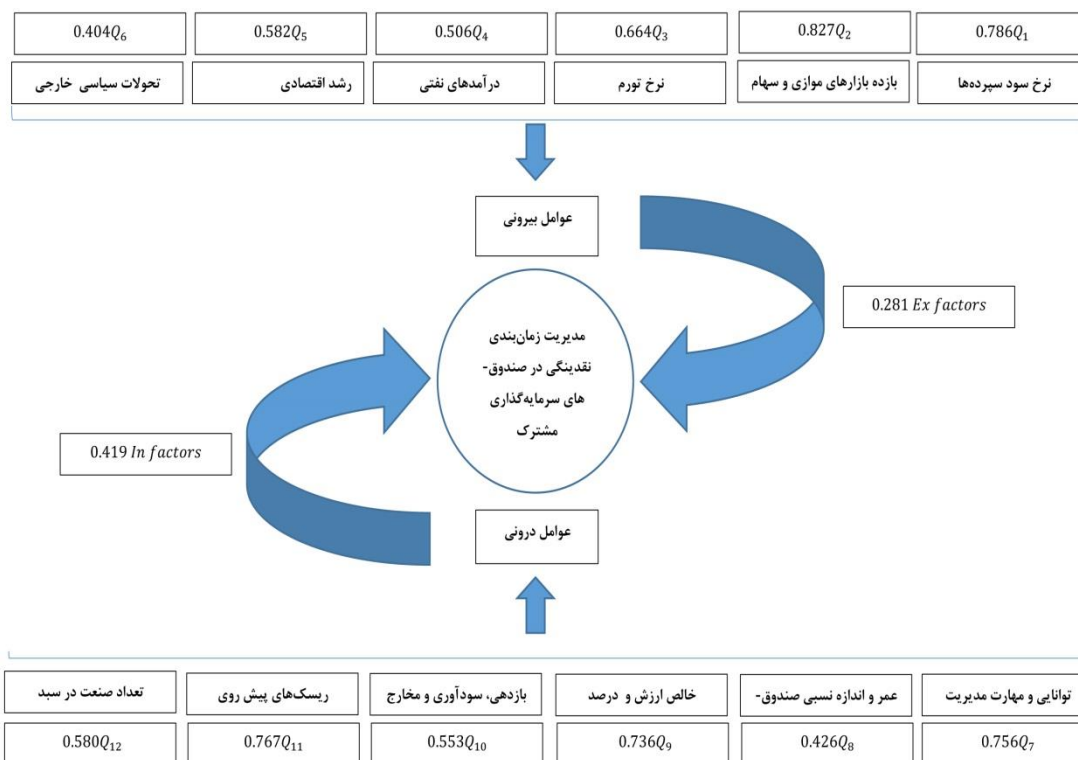 0.786Q₁
0.827Q₂
0.664Q₃
0.506Q₄
0.582Q₅
0.404Q₆
نرخ سود سپرده‌ها
بازده بازارهای موازی و سهام
نرخ تورم
درآمدهای نفتی
رشد اقتصادی
تحولات سیاسی خارجی
عوامل بیرونی
0.281 Ex factors
مدیریت زمان‌بندی
نقدینگی در صندوق-
های سرمایه‌گذاری
مشترک
0.419 In factors
عوامل درونی
توانایی و مهارت مدیریت
عمر و اندازه نسبی صندوق-
خالص ارزش و درصد
بازدهی، سودآوری و مخارج
ریسک‌های پیش روی
تعداد صنعت در سبد
0.756Q₇
0.426Q₈
0.736Q₉
0.553Q₁₀
0.767Q₁₁
0.580Q₁₂